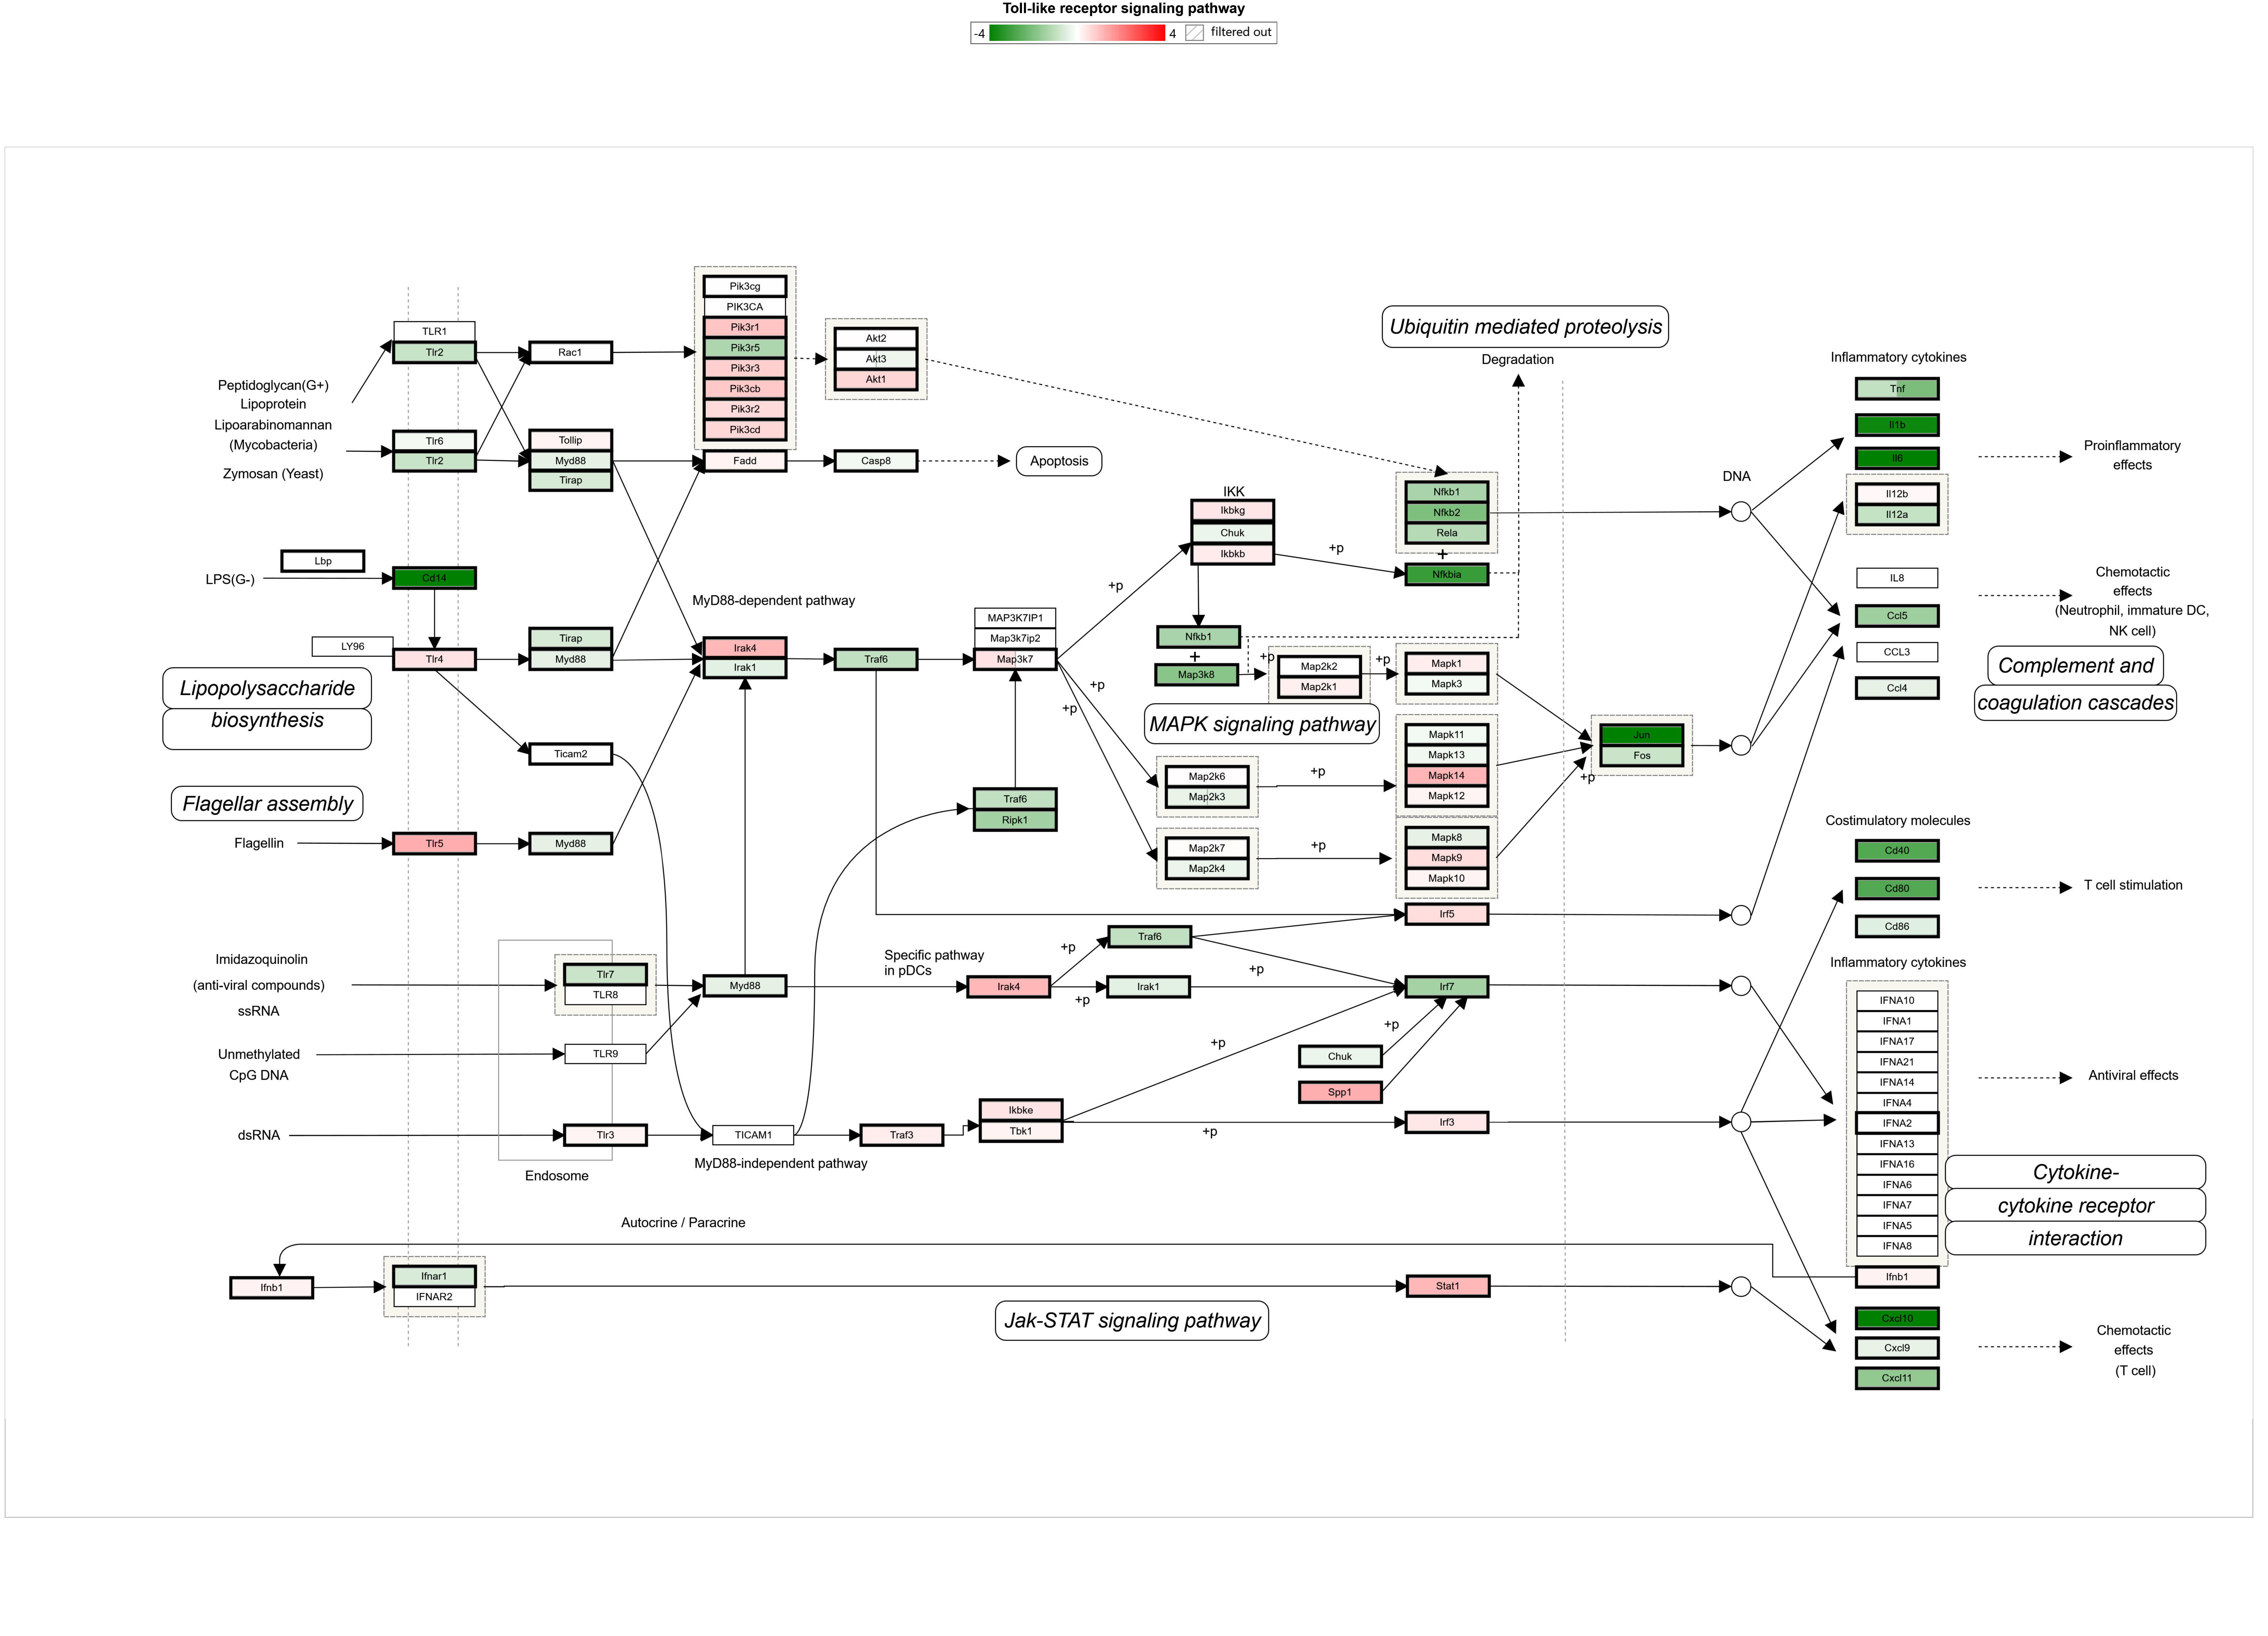 Toll-like receptor signaling pathway
-4
4
filtered out
Pik3cg
PIK3CA
Pik3r1
Pik3r5
Pik3r3
Pik3cb
Pik3r2
Pik3cd
TLR1
Tlr2
Rac1
Akt2
Akt3
Akt1
Ubiquitin mediated proteolysis
Degradation
Inflammatory cytokines
Tnf
Il1b
Il6
Il12b
Il12a
Proinflammatory
effects
Peptidoglycan(G+)
Lipoprotein
Lipoarabinomannan
(Mycobacteria)
Zymosan (Yeast)
Tlr6
Tlr2
Tollip
Myd88
Tirap
Fadd
Casp8
Apoptosis
IKK
Ikbkg
Chuk
Ikbkb
+p
Nfkb1
Nfkb2
Rela
+
Nfkbia
DNA
Lbp
LPS(G-)
Cd14
LY96
Tlr4
Tirap
Myd88
MyD88-dependent pathway
Irak4
Irak1
Traf6
MAP3K7IP1
Map3k7ip2
Map3k7
+p
+p
+p
Nfkb1
+
Map3k8
+p
Map2k2
Map2k1
+p
Mapk1
Mapk3
IL8
Ccl5
CCL3
Ccl4
Chemotactic
effects
(Neutrophil, immature DC,
NK cell)
Complement and
coagulation cascades
Lipopolysaccharide
biosynthesis
Ticam2
MAPK signaling pathway
Mapk11
Mapk13
Mapk14
Mapk12
Jun
Fos
+p
Map2k6
Map2k3
+p
Flagellar assembly
Flagellin
Tlr5
Myd88
Traf6
Ripk1
Map2k7
Map2k4
+p
Mapk8
Mapk9
Mapk10
Costimulatory molecules
Cd40
Cd80
Cd86
T cell stimulation
Irf5
Imidazoquinolin
(anti-viral compounds)
ssRNA
Tlr7
TLR8
Myd88
Specific pathway
in pDCs
Irak4
+p
+p
Traf6
Irak1
+p
Irf7
+p
+p
Chuk
Spp1
Unmethylated
CpG DNA
TLR9
dsRNA
Tlr3
TICAM1
Traf3
Ikbke
Tbk1
+p
Irf3
MyD88-independent pathway
Endosome
Inflammatory cytokines
IFNA10
IFNA1
IFNA17
IFNA21
IFNA14
IFNA4
IFNA2
IFNA13
IFNA16
IFNA6
IFNA7
IFNA5
IFNA8
Antiviral effects
Cytokine-
cytokine receptor
interaction
Autocrine / Paracrine
Ifnb1
Ifnar1
IFNAR2
Jak-STAT signaling pathway
Stat1
Ifnb1
Cxcl10
Cxcl9
Cxcl11
Chemotactic
effects
(T cell)